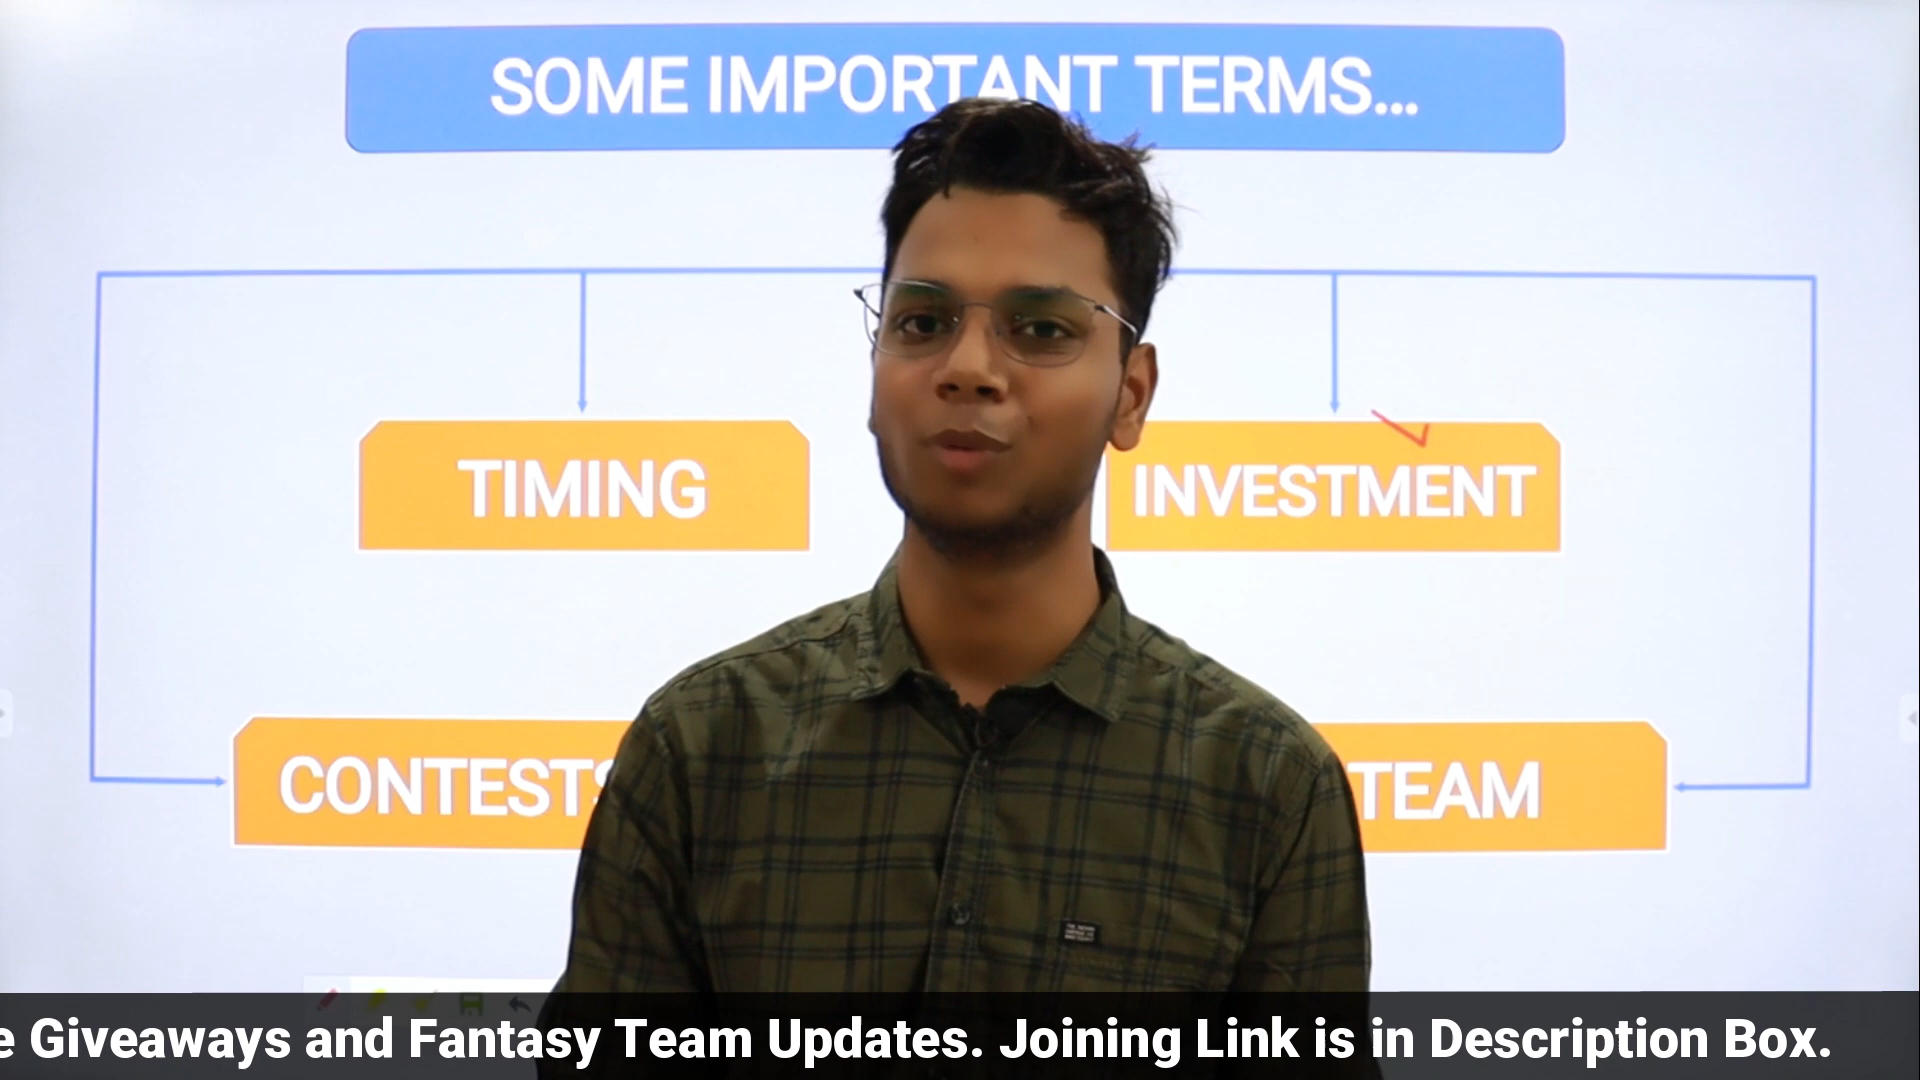 SOME IMPORTANT TERMS...
TIMING
INVESTMENT
CONTESTS
TEAM
Giveaways and Fantasy Team Updates. Joining Link is in Description Box.